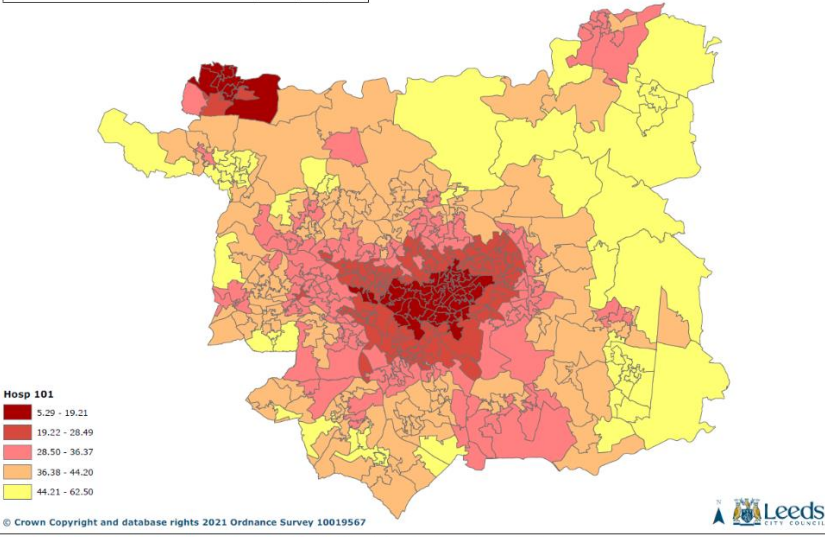 Hosp 101
5.29 - 19.21
19.22 - 28.49
28.50 - 36.37
36.38 - 44.20
44.21 - 62.50
© Crown Copyright and database rights 2021 Ordnance Survey 10019567
N
Leeds
CITY COUNCIL